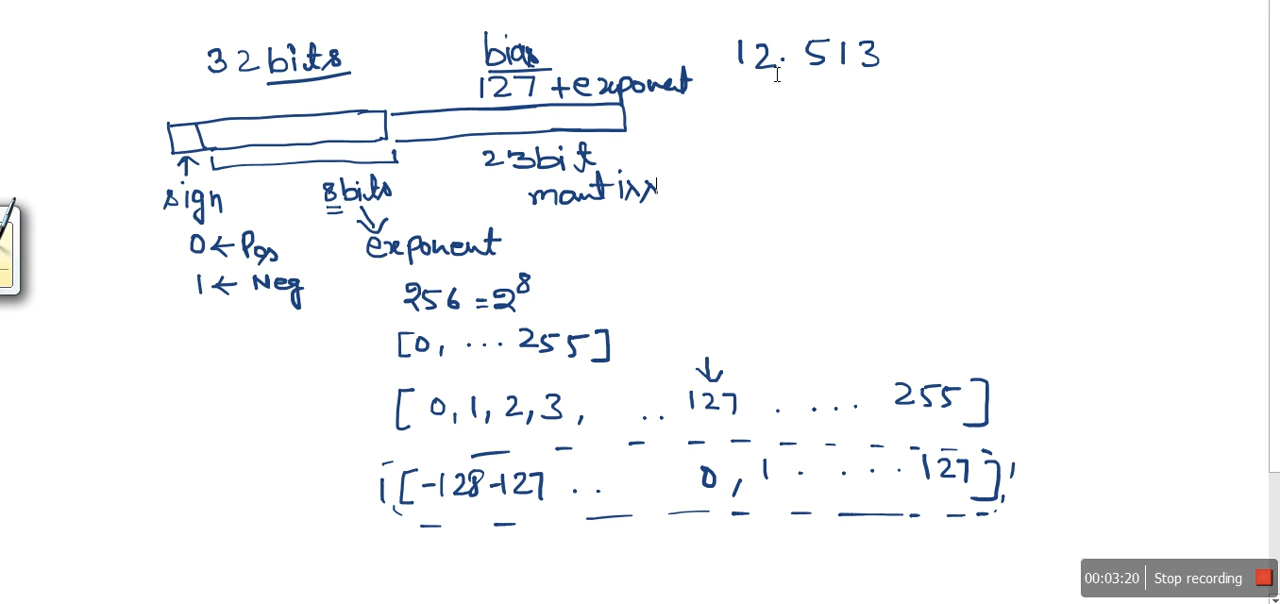 32 bits
bias
127 + exponent
12.513
23 bit
mantiss
8 bits
sign
0 ← Pos
1 ← Neg
exponent
256 = 2^8
[0, ... 255]
[0, 1, 2, 3, .. 127 . ... 255]
[-128 -127 .. 0, 1 . . ... 127]
00:03:20 Stop recording